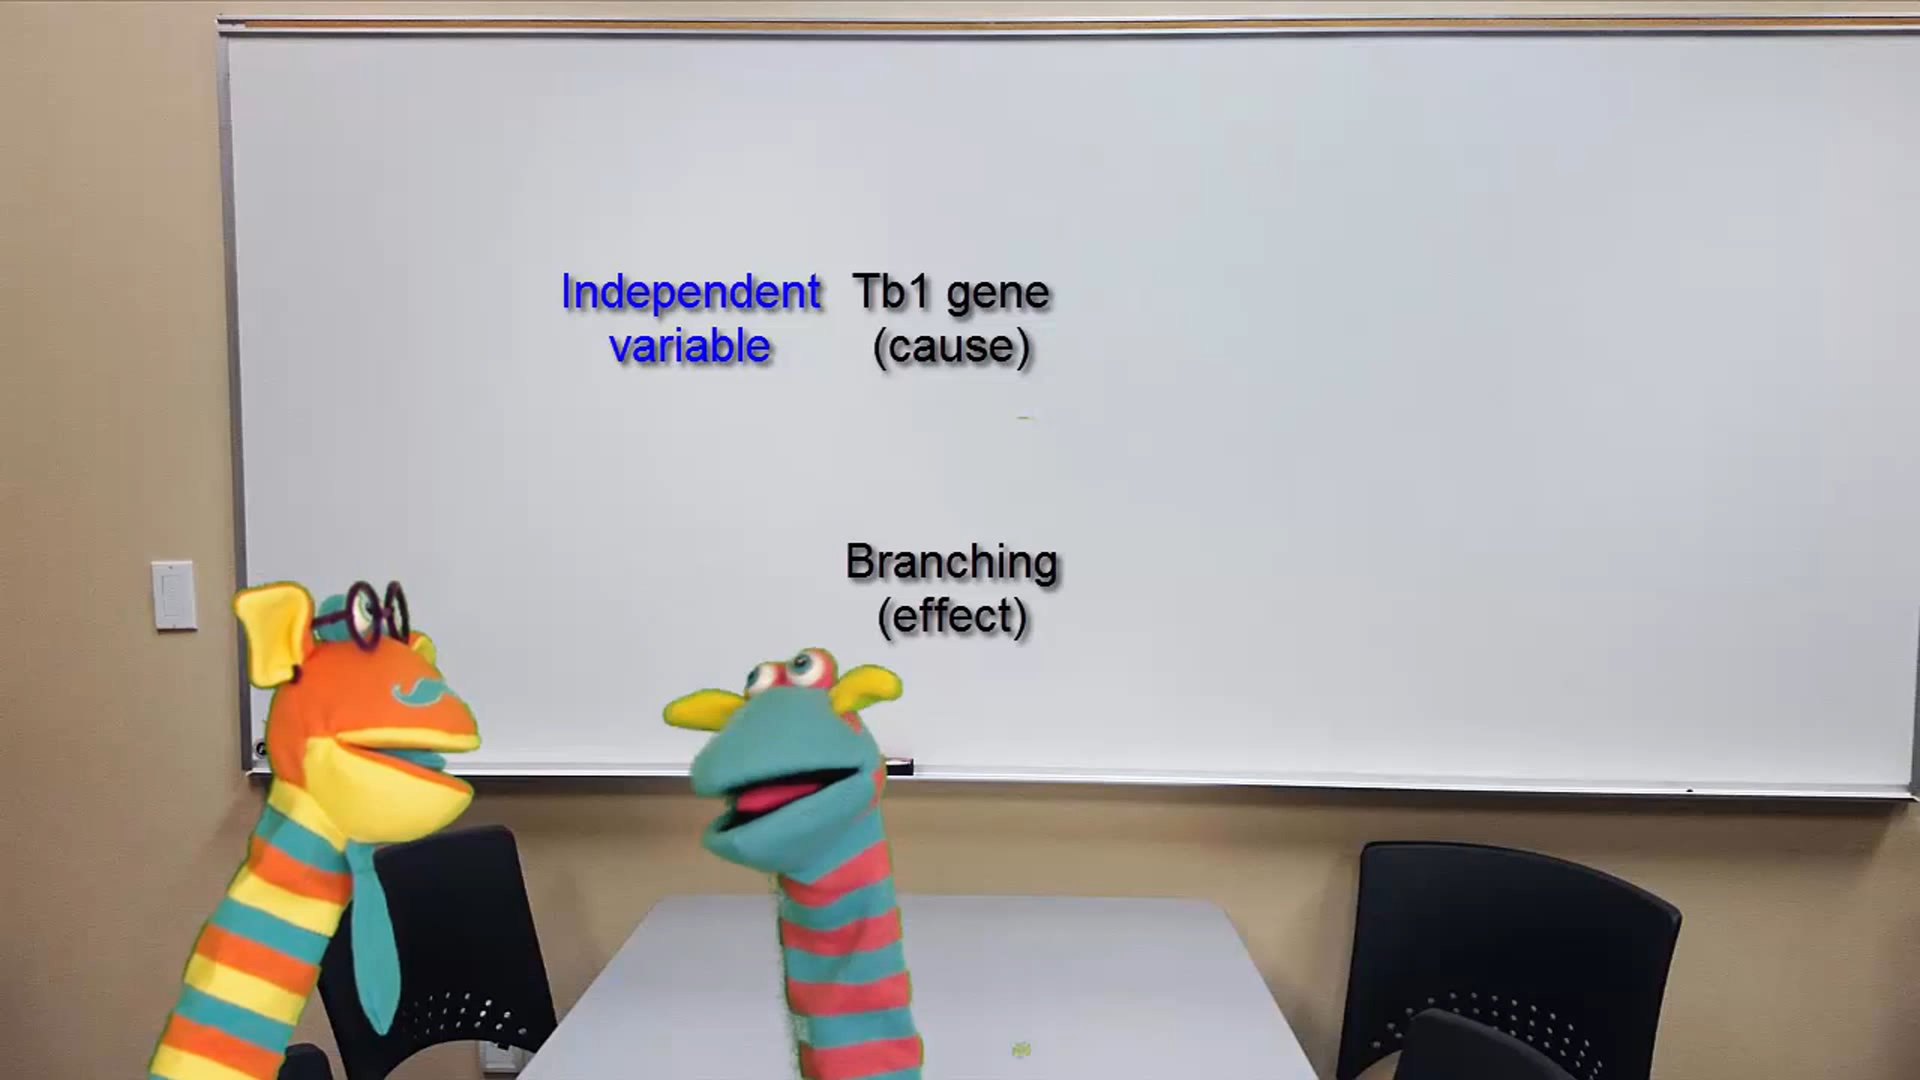 Independent Tb1 gene
variable (cause)
Branching
(effect)